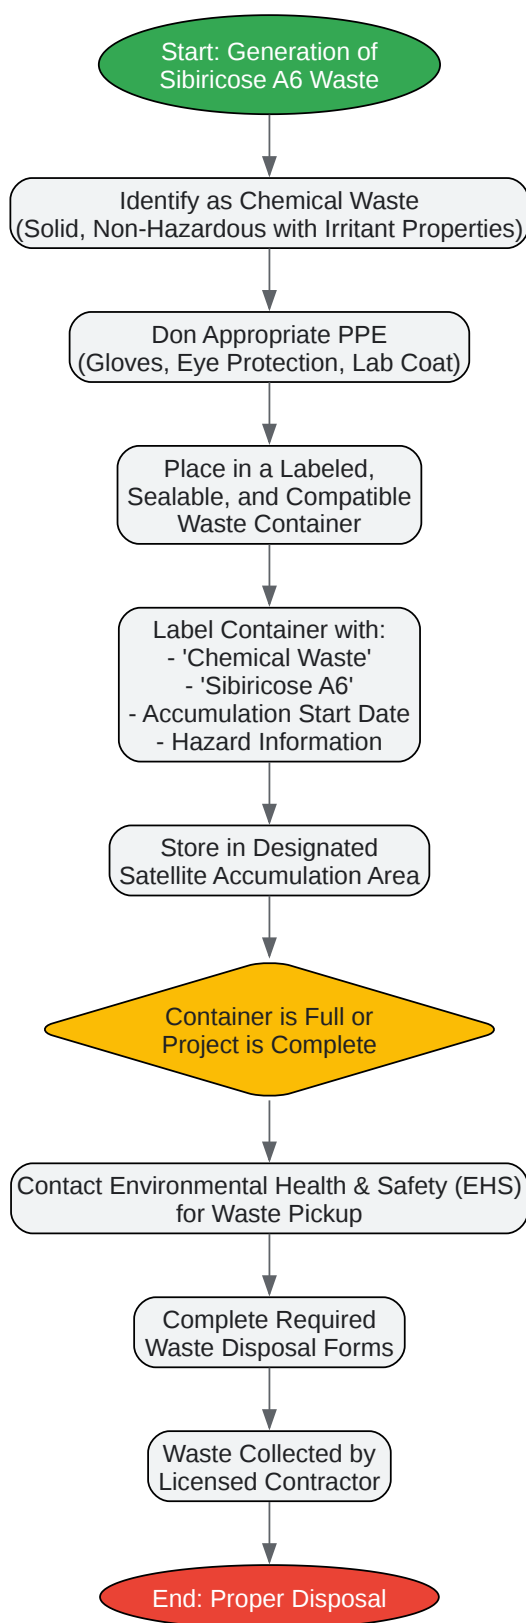 Start: Generation of
Sibiricose A6 Waste
Identify as Chemical Waste
(Solid, Non-Hazardous with Irritant Properties)
Don Appropriate PPE
(Gloves, Eye Protection, Lab Coat)
Place in a Labeled,
Sealable, and Compatible
Waste Container
Label Container with:
- 'Chemical Waste'
- 'Sibiricose A6'
- Accumulation Start Date
- Hazard Information
Store in Designated
Satellite Accumulation Area
Container is Full or
Project is Complete
Contact Environmental Health & Safety (EHS)
for Waste Pickup
Complete Required
Waste Disposal Forms
Waste Collected by
Licensed Contractor
End: Proper Disposal